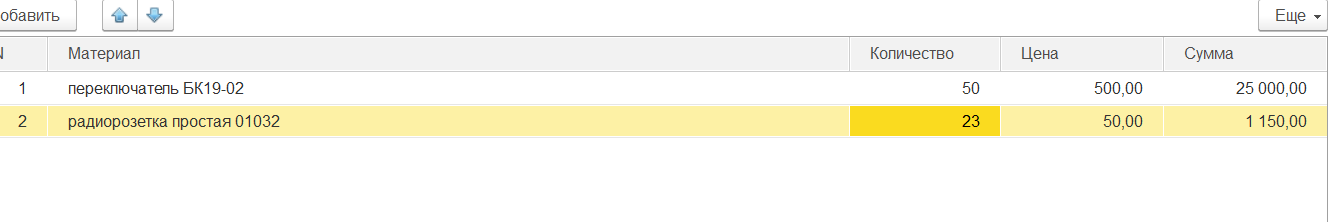 обавить Еще
N Материал Количество Цена Сумма
1 переключатель БК19-02 50 500,00 25 000,00
2 радиорозетка простая 01032 23 50,00 1 150,00